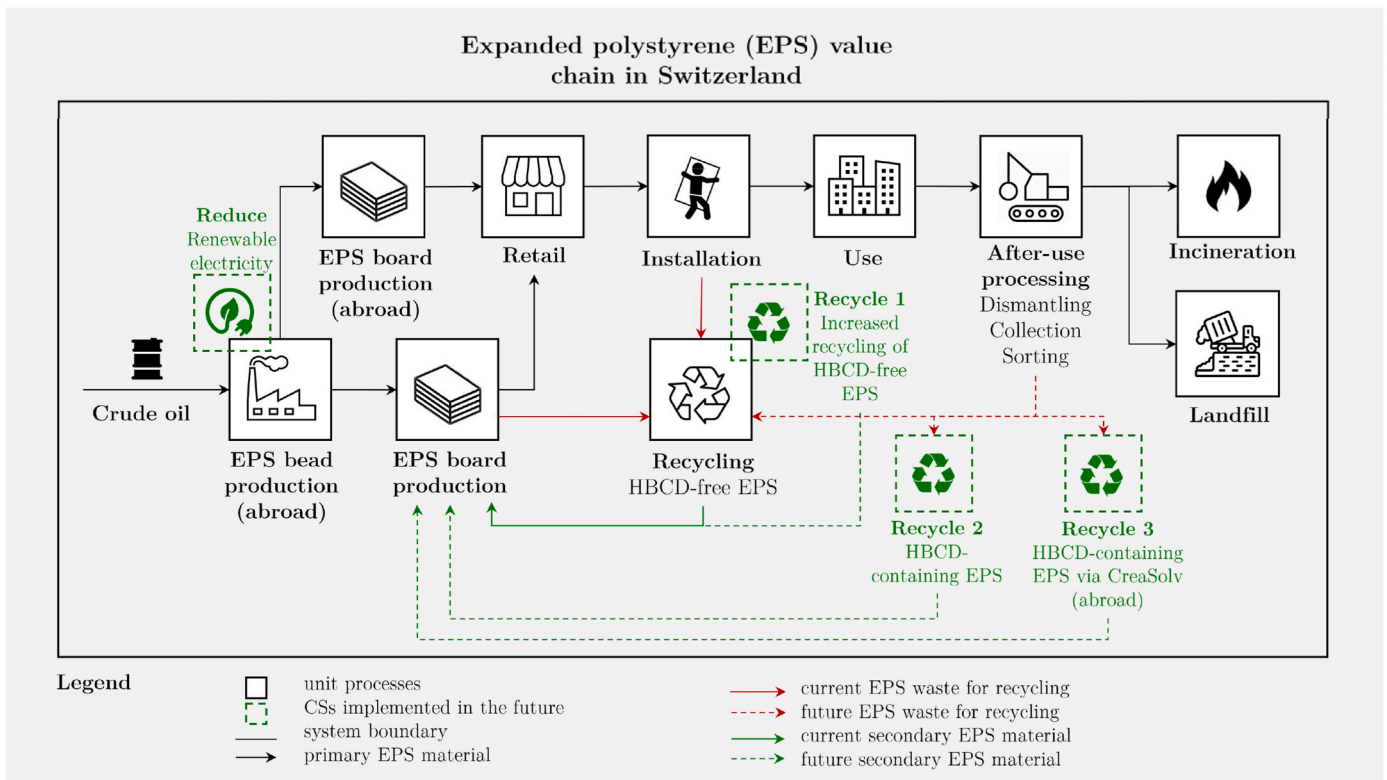 Expanded polystyrene (EPS) value
chain in Switzerland
Reduce
Renewable
electricity
EPS board
production
(abroad)
Retail
Installation
Use
After-use
processing
Dismantling
Collection
Sorting
Incineration
Landfill
Crude oil
EPS bead
production
(abroad)
EPS board
production
Recycling
HBCD-free EPS
Recycle 1
Increased
recycling of
HBCD-free
EPS
Recycle 2
HBCD-
containing EPS
Recycle 3
HBCD-containing
EPS via CreaSolv
(abroad)
Legend
unit processes
CSs implemented in the future
system boundary
primary EPS material
current EPS waste for recycling
future EPS waste for recycling
current secondary EPS material
future secondary EPS material